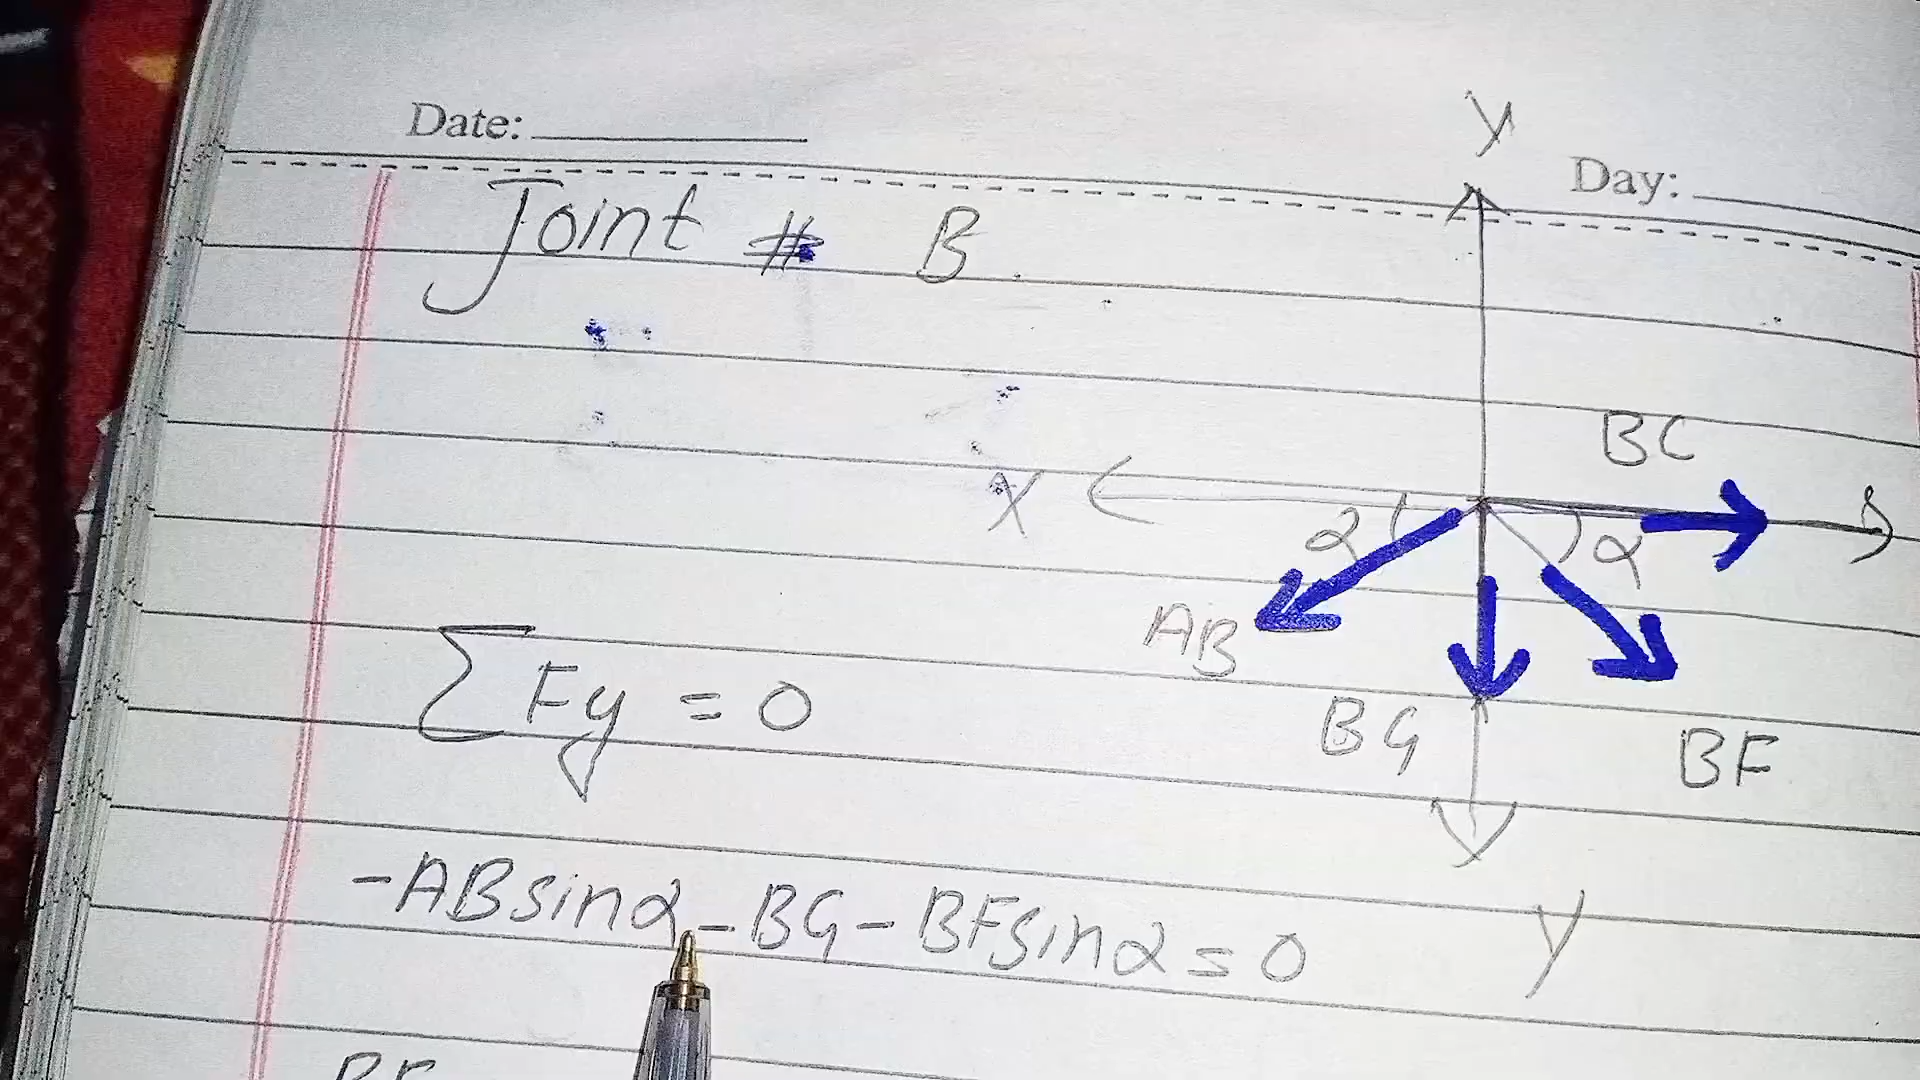 Date:
Day:
Joint # B
y
BC
X
α
α
AB
BG
BF
∑Fy = 0
-ABsinα - BG - BFsinα = 0
y